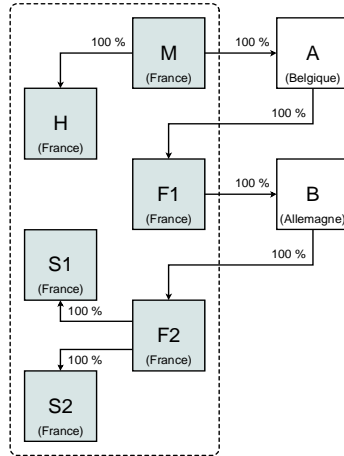 100 %
M
(France)
100 %
A
(Belgique)
H
(France)
100 %
F1
(France)
100 %
B
(Allemagne)
S1
(France)
100 %
100 %
F2
(France)
100 %
S2
(France)